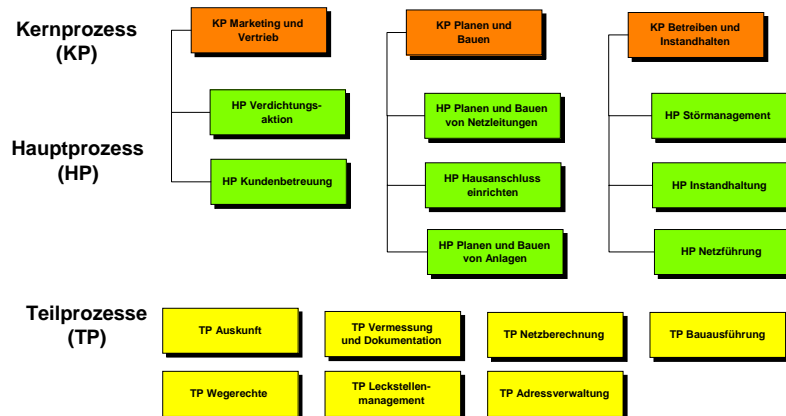 Kernprozess
(KP)
KP Marketing und
Vertrieb
KP Planen und
Bauen
KP Betreiben und
Instandhalten
Hauptprozess
(HP)
HP Verdichtungs-
aktion
HP Planen und Bauen
von Netzleitungen
HP Störmanagement
HP Kundenbetreuung
HP Hausanschluss
einrichten
HP Instandhaltung
HP Planen und Bauen
von Anlagen
HP Netzführung
Teilprozesse
(TP)
TP Auskunft
TP Vermessung
und Dokumentation
TP Netzberechnung
TP Bauausführung
TP Wegerechte
TP Leckstellen-
management
TP Adressverwaltung